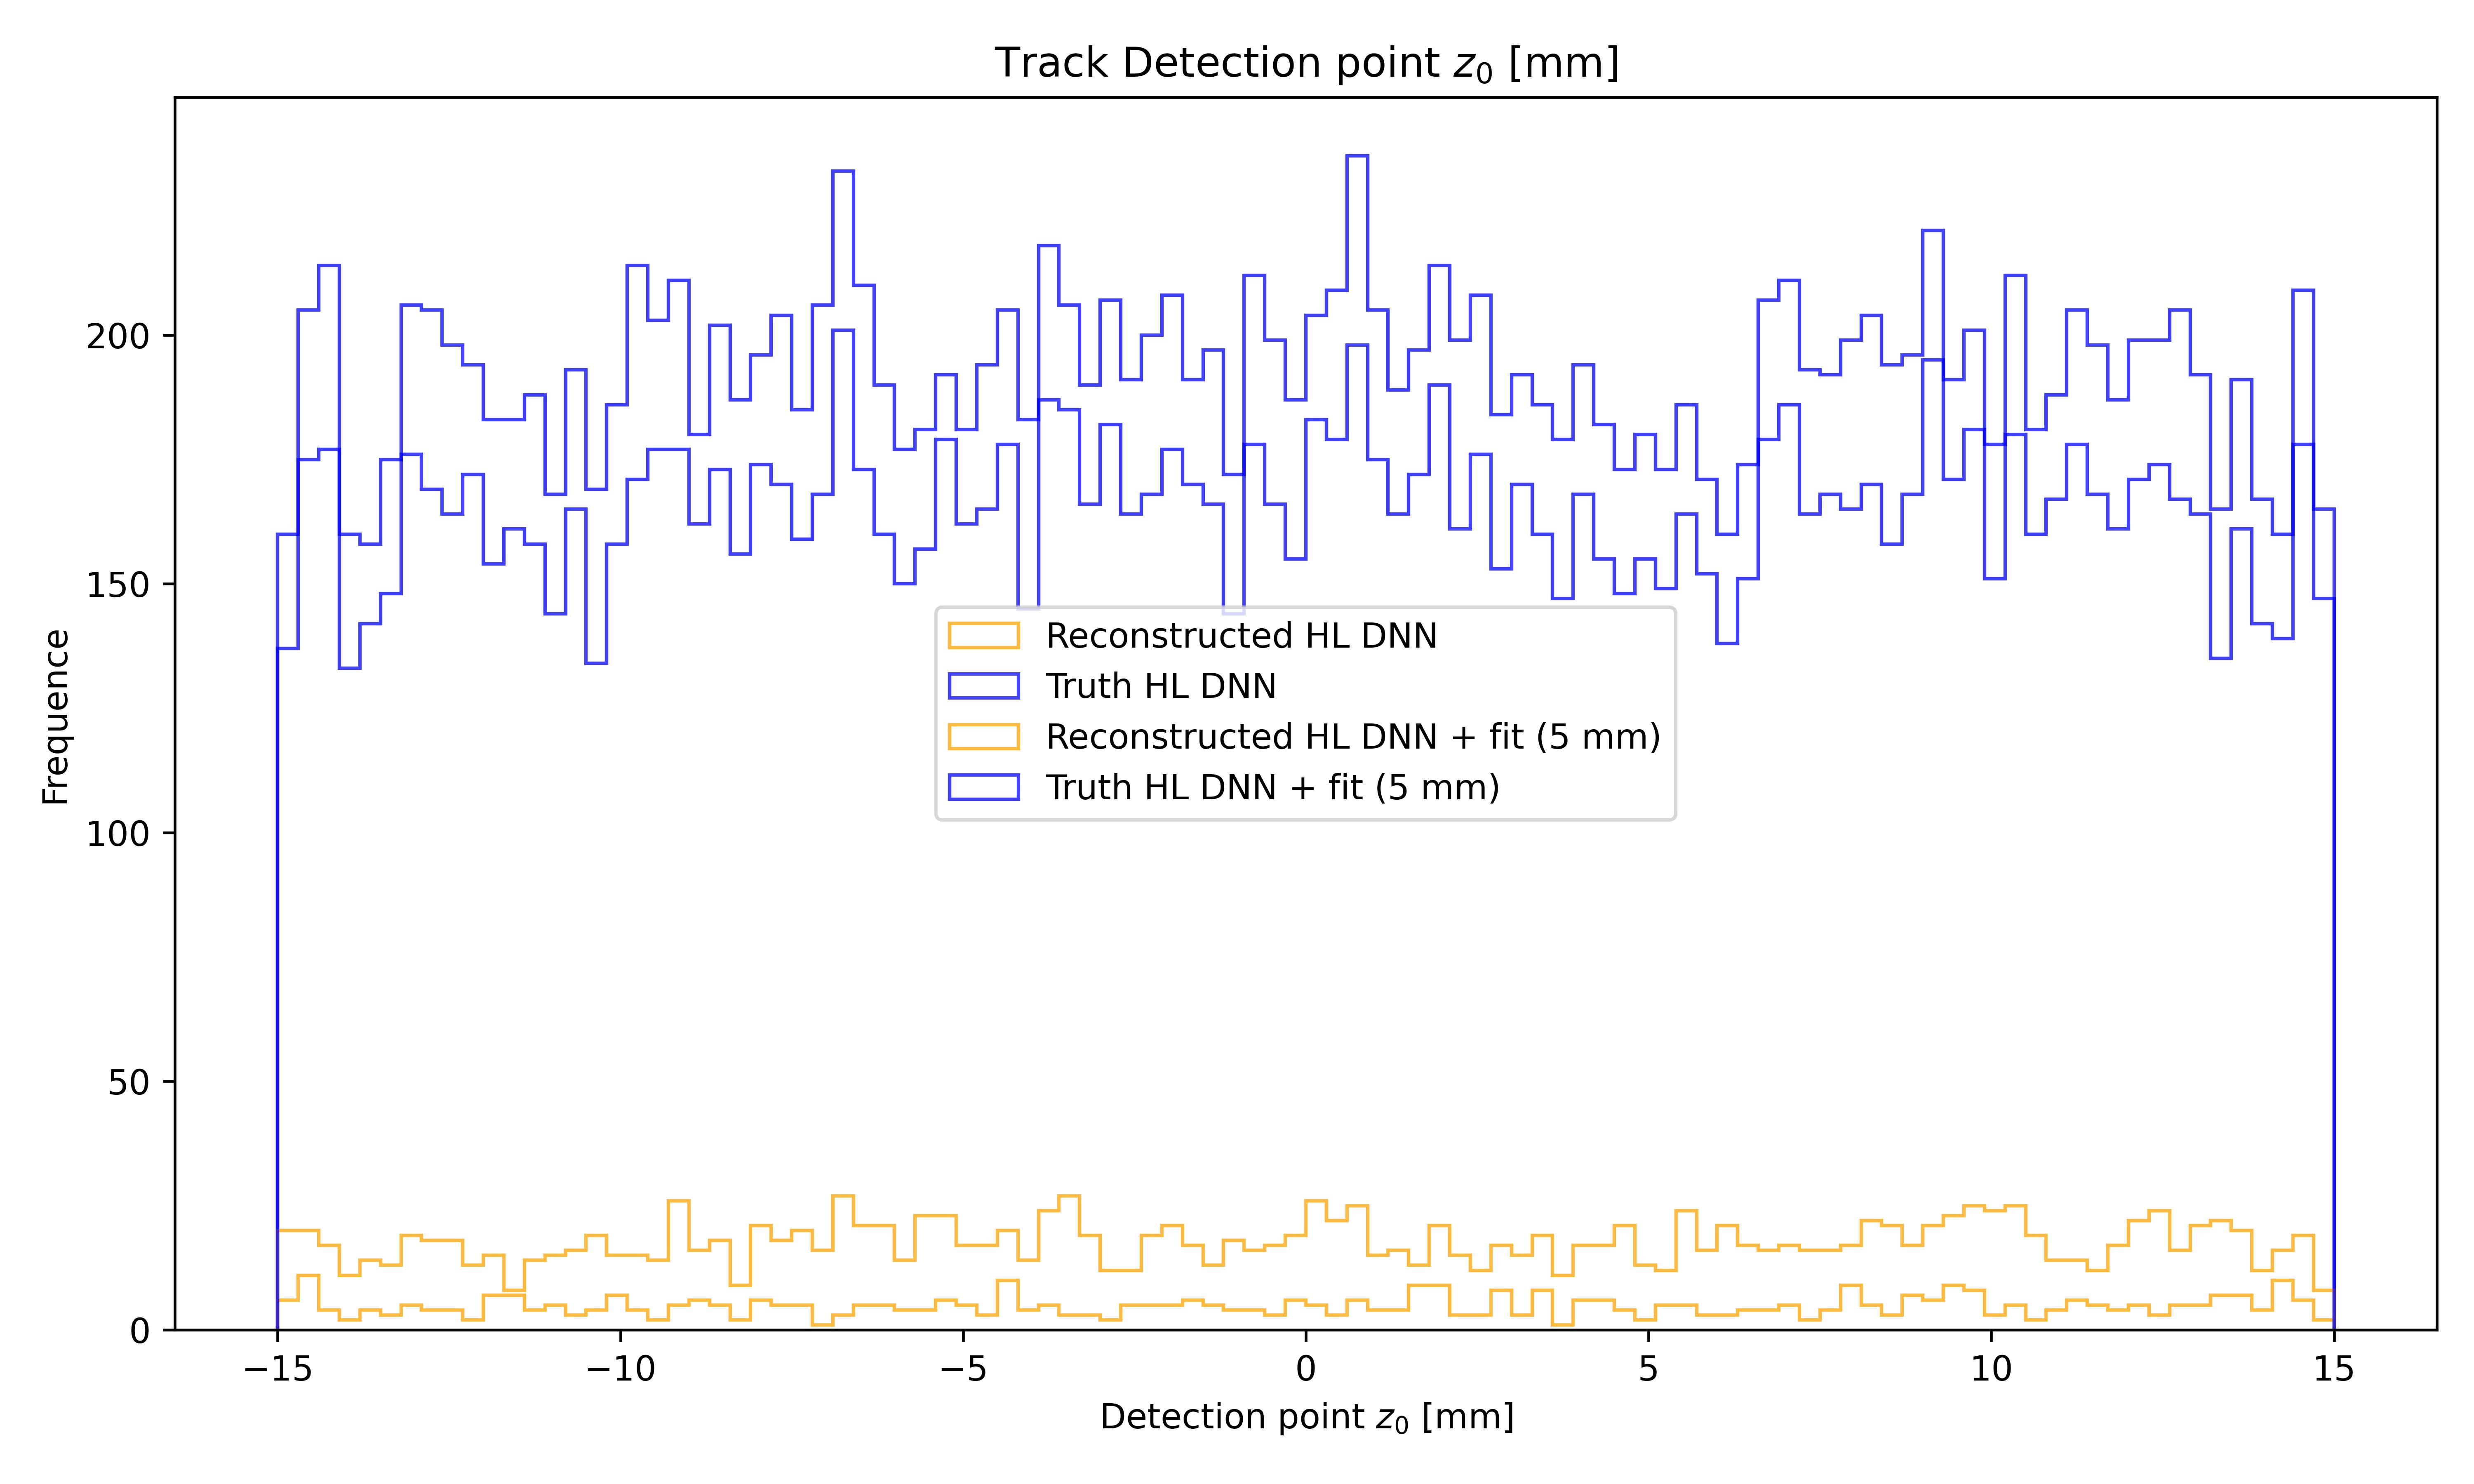 Track Detection point z₀ [mm]
Frequence
200
150
100
50
0
Reconstructed HL DNN
Truth HL DNN
Reconstructed HL DNN + fit (5 mm)
Truth HL DNN + fit (5 mm)
−15 −10 −5 0 5 10 15
Detection point z₀ [mm]